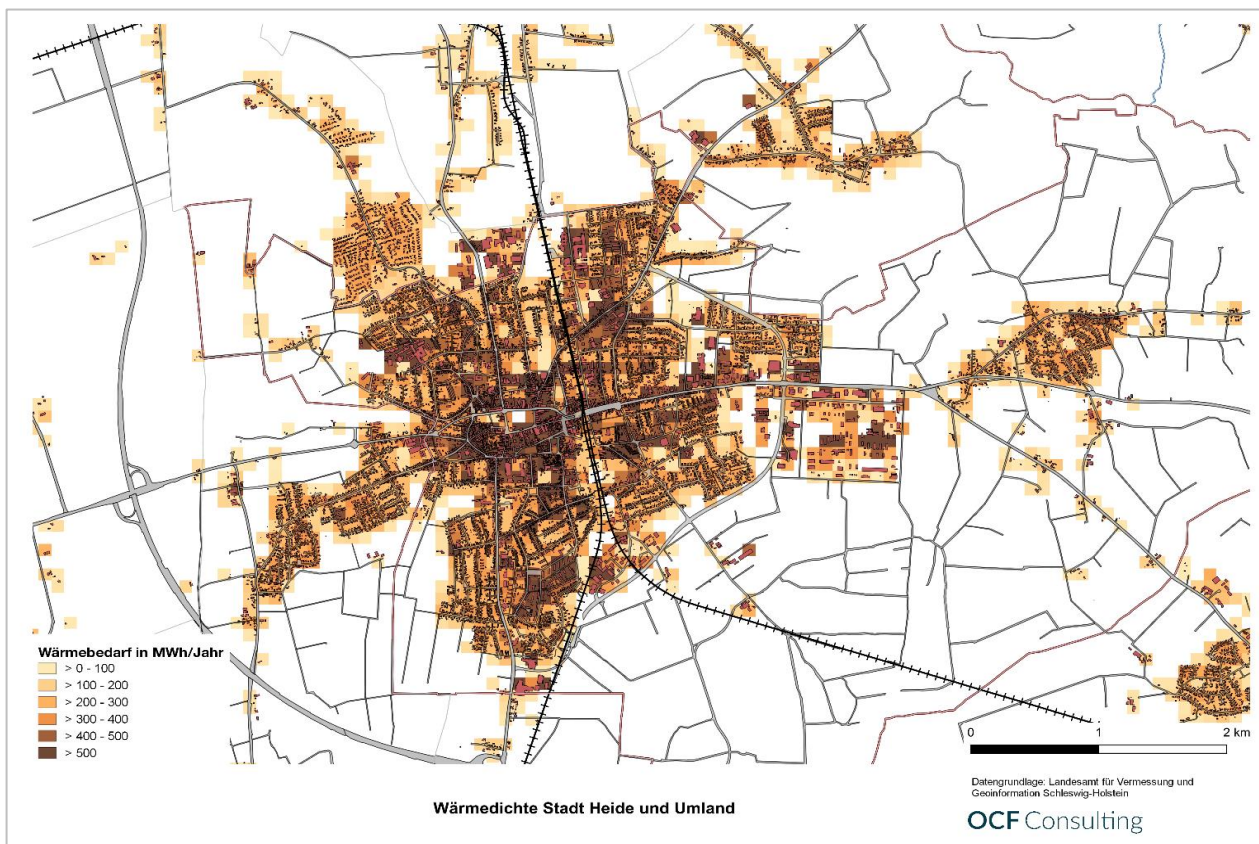 Wärmebedarf in MWh/Jahr
> 0 - 100
> 100 - 200
> 200 - 300
> 300 - 400
> 400 - 500
> 500
0 1 2 km
Datengrundlage: Landesamt für Vermessung und
Geoinformation Schleswig-Holstein
Wärmedichte Stadt Heide und Umland
OCF Consulting